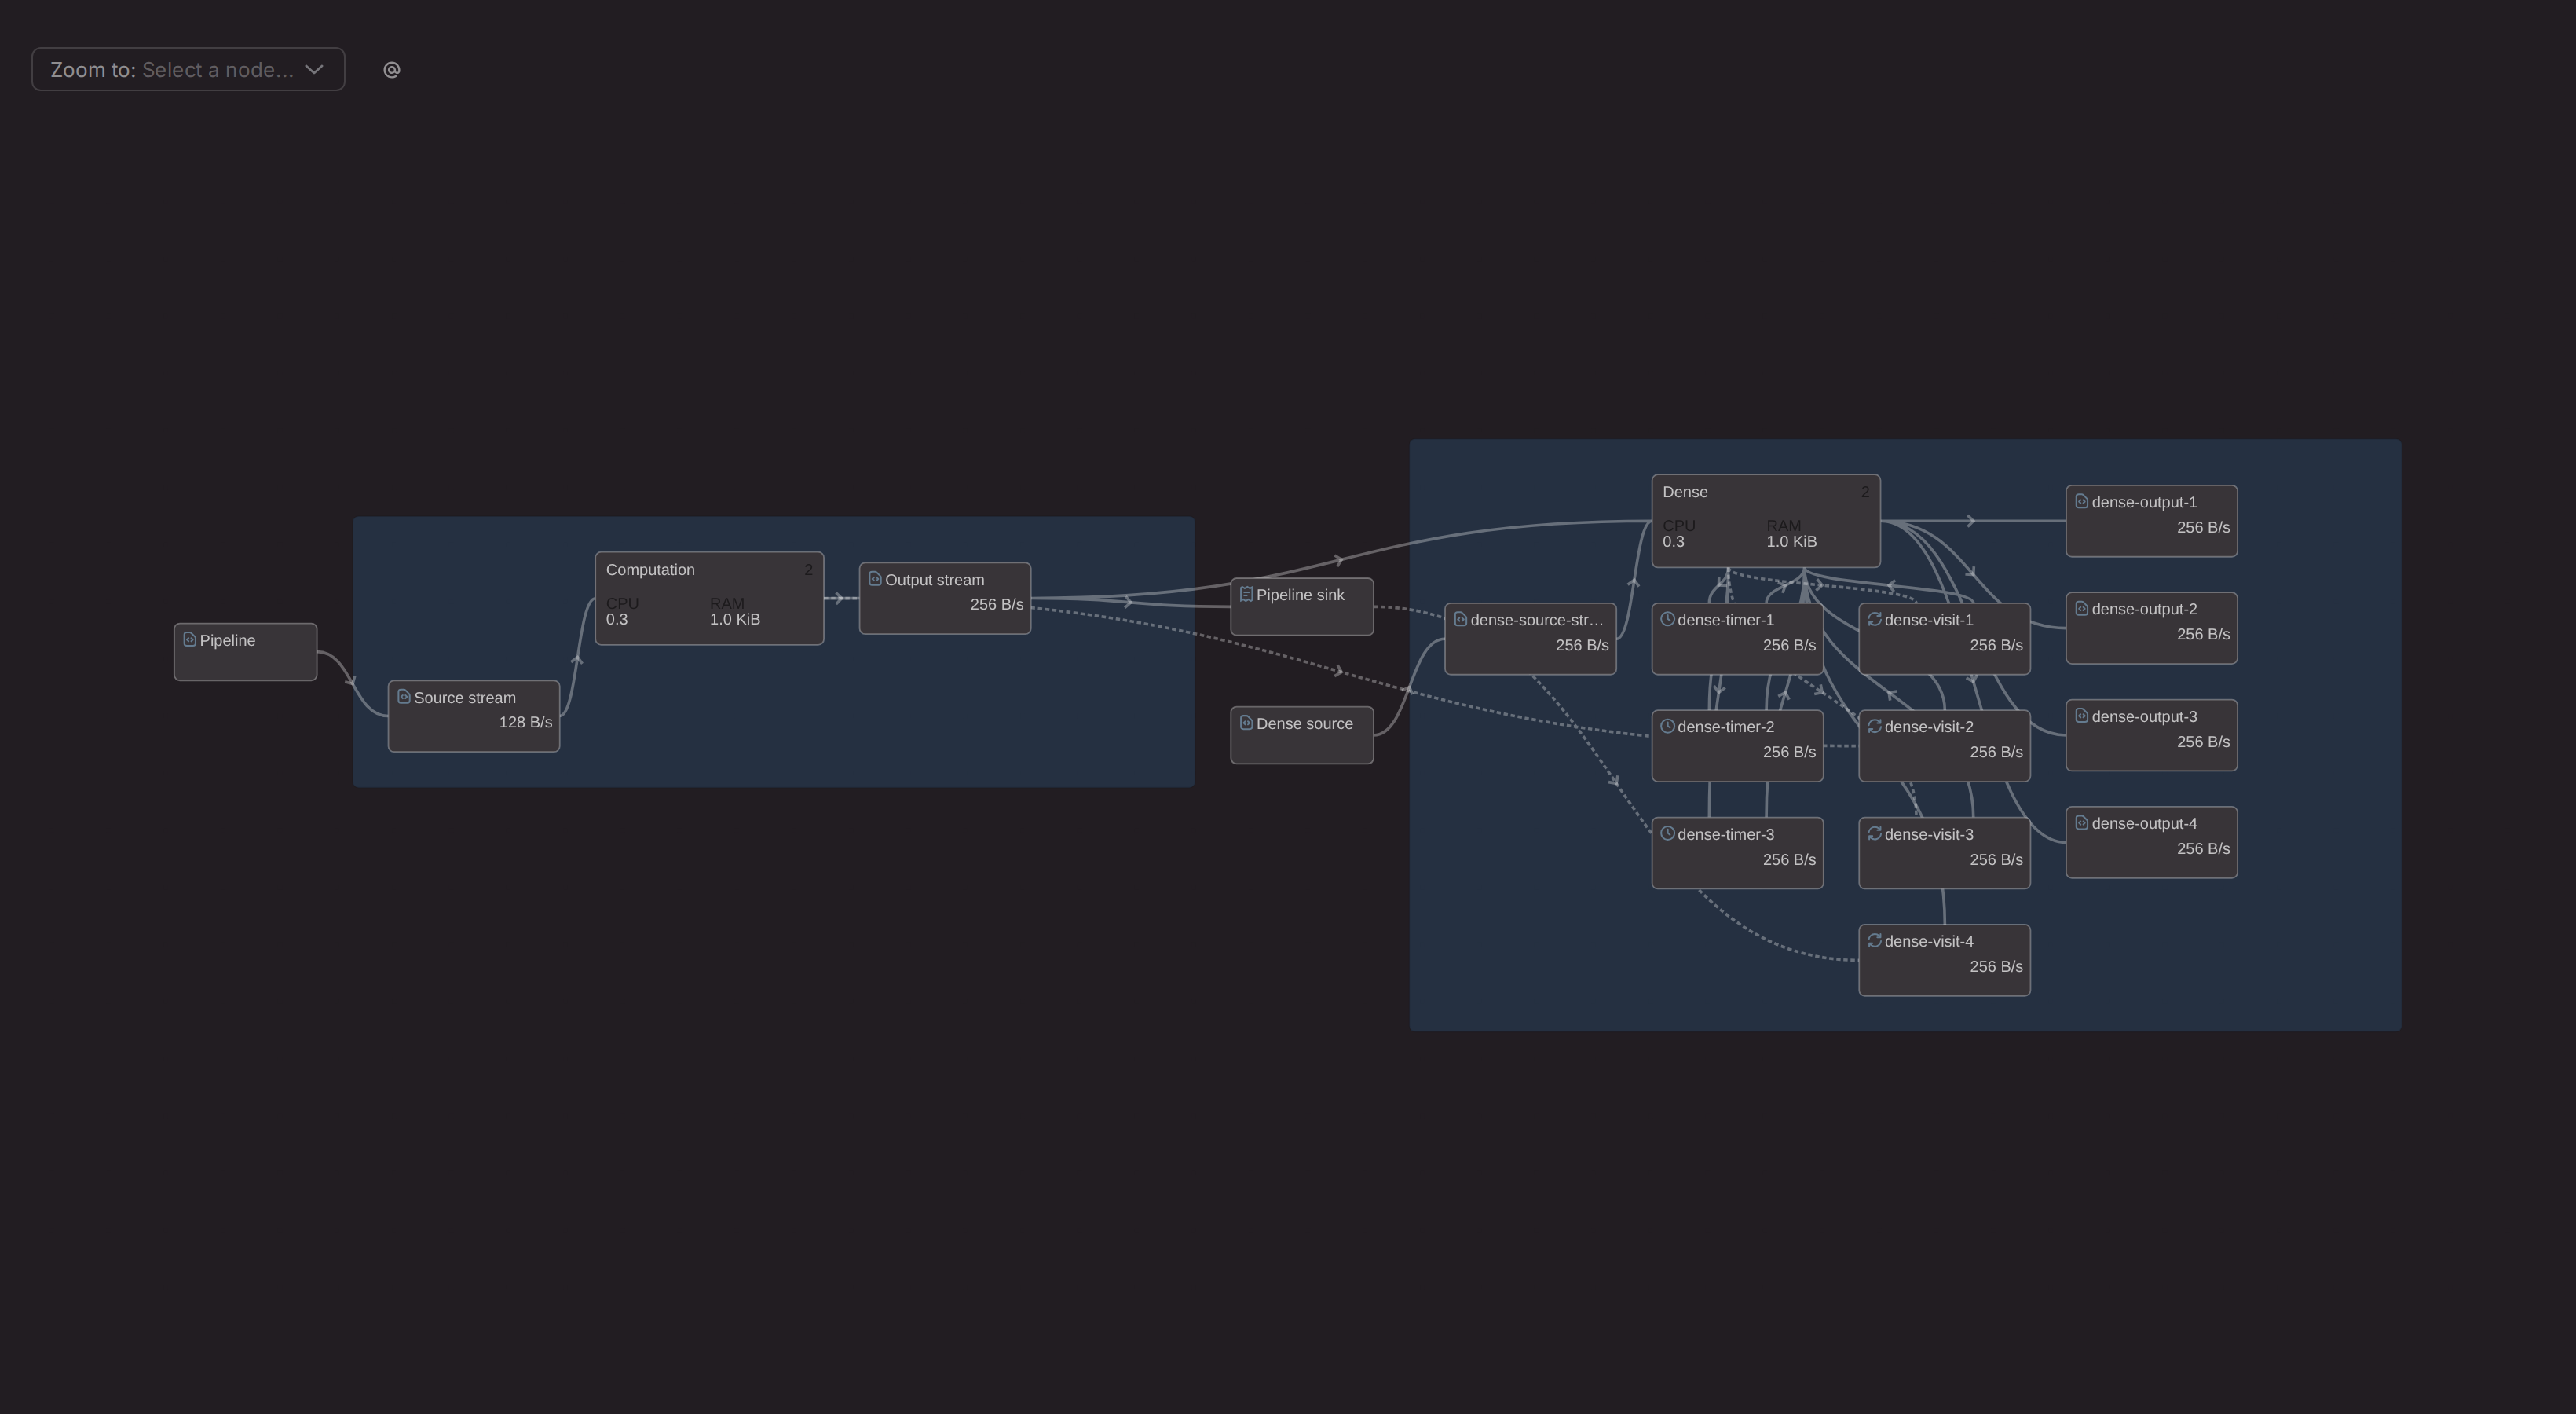 Zoom to: Select a node...
@
Pipeline
Source stream
128 B/s
Computation 2
CPU RAM
0.3 1.0 KiB
Output stream
256 B/s
Pipeline sink
Dense source
dense-source-str...
256 B/s
Dense 2
CPU RAM
0.3 1.0 KiB
dense-timer-1
256 B/s
dense-timer-2
256 B/s
dense-timer-3
256 B/s
dense-visit-1
256 B/s
dense-visit-2
256 B/s
dense-visit-3
256 B/s
dense-visit-4
256 B/s
dense-output-1
256 B/s
dense-output-2
256 B/s
dense-output-3
256 B/s
dense-output-4
256 B/s